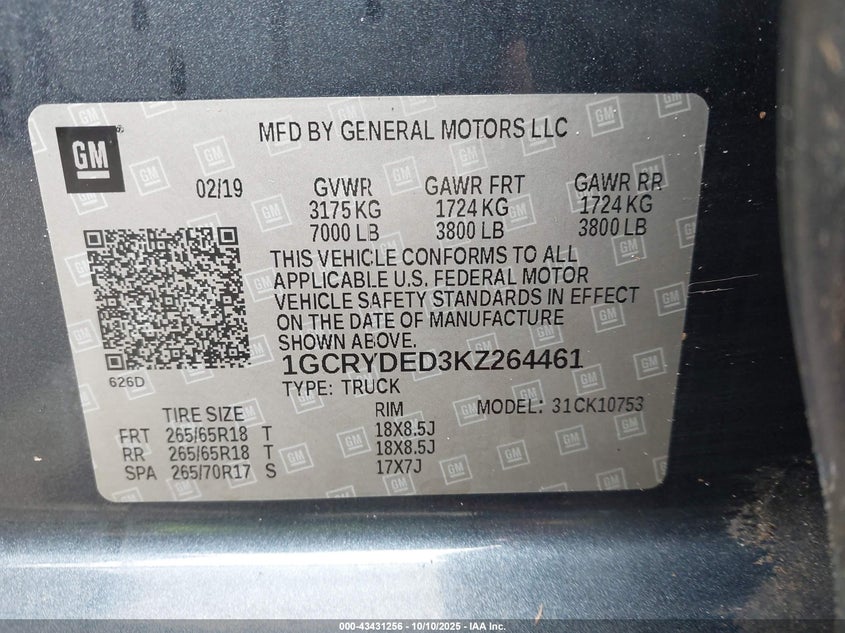 GM
MFD BY GENERAL MOTORS LLC
02/19 GVWR GAWR FRT GAWR RR
3175 KG 1724 KG 1724 KG
7000 LB 3800 LB 3800 LB
THIS VEHICLE CONFORMS TO ALL
APPLICABLE U.S. FEDERAL MOTOR
VEHICLE SAFETY STANDARDS IN EFFECT
ON THE DATE OF MANUFACTURE
SHOWN ABOVE.
626D
1GCRYDED3KZ264461
TYPE: TRUCK
TIRE SIZE RIM MODEL: 31CK10753
FRT 265/65R18 T 18X8.5J
RR 265/65R18 T 18X8.5J
SPA 265/70R17 S 17X7J
000-43431256 - 10/10/2025 - IAA Inc.